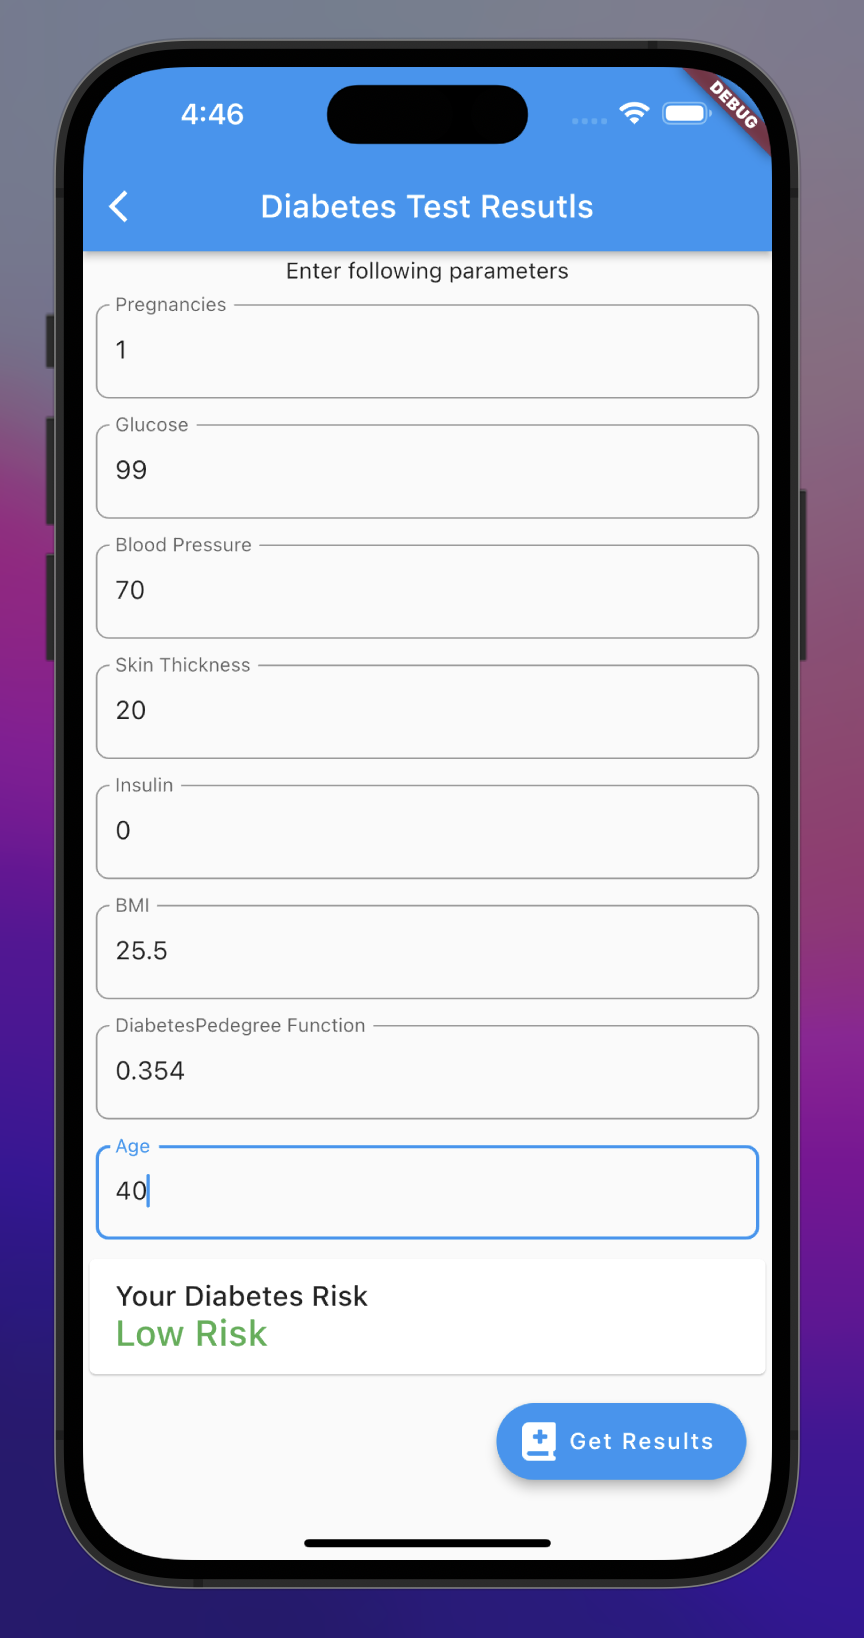 4:46
DEBUG
Diabetes Test Resutls
Enter following parameters
Pregnancies
1
Glucose
99
Blood Pressure
70
Skin Thickness
20
Insulin
0
BMI
25.5
DiabetesPedegree Function
0.354
Age
40
Your Diabetes Risk
Low Risk
Get Results